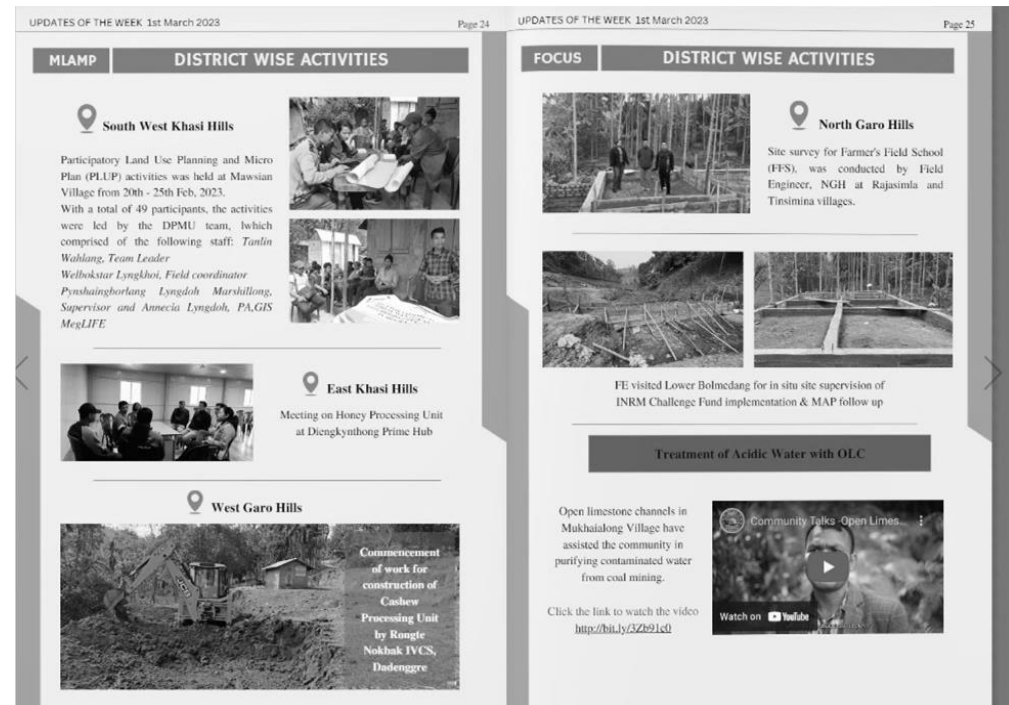 UPDATES OF THE WEEK 1st March 2023
Page 24
MLAMP
DISTRICT WISE ACTIVITIES
South West Khasi Hills
Participatory Land Use Planning and Micro
Plan (PLUP) activities was held at Mawsian
Village from 20th - 25th Feb, 2023.
With a total of 49 participants, the activities
were led by the DPMU team, lwhich
comprised of the following staff: Tanlin
Wahlang, Team Leader
Welbokstar Lyngkhoi, Field coordinator
Pynshaingborlang Lyngdoh Marshillong,
Supervisor and Annecia Lyngdoh, PA,GIS
MegLIFE
East Khasi Hills
Meeting on Honey Processing Unit
at Diengkynthong Prime Hub
West Garo Hills
Commencement
of work for
construction of
Cashew
Processing Unit
by Rongte
Nokbak IVCS,
Dadenggre
UPDATES OF THE WEEK 1st March 2023
Page 25
FOCUS
DISTRICT WISE ACTIVITIES
North Garo Hills
Site survey for Farmer's Field School
(FFS), was conducted by Field
Engineer, NGH at Rajasimla and
Tinsimina villages.
FE visited Lower Bolmedang for in situ site supervision of
INRM Challenge Fund implementation & MAP follow up
Treatment of Acidic Water with OLC
Open limestone channels in
Mukhaialong Village have
assisted the community in
purifying contaminated water
from coal mining.
Click the link to watch the video
http://bit.ly/3Zb91c0
Community Talks -Open Limes...
Watch on YouTube